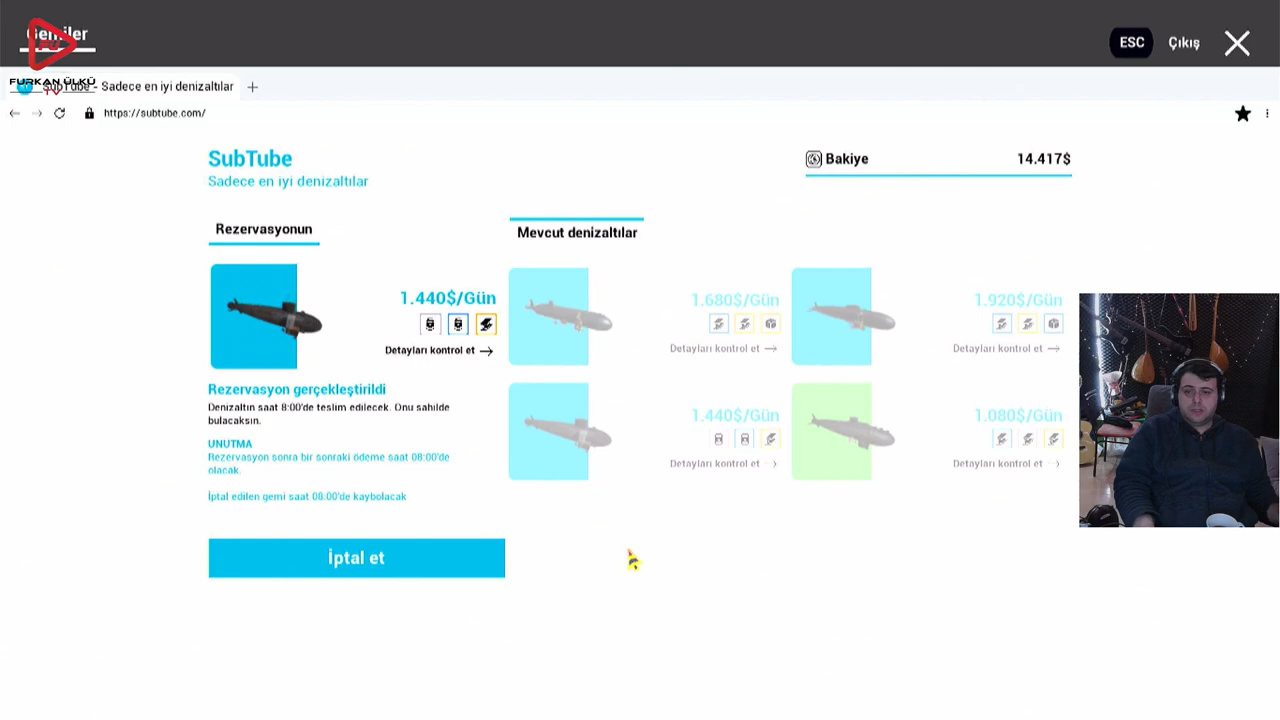 Gemiler
ESC
Çıkış
FURKAN ÜLKÜ
TV
SubTube - Sadece en iyi denizaltılar
https://subtube.com/
SubTube
Sadece en iyi denizaltılar
Bakiye
14.417$
Rezervasyonun
Mevcut denizaltılar
1.440$/Gün
Detayları kontrol et
1.680$/Gün
Detayları kontrol et
1.920$/Gün
Detayları kontrol et
Rezervasyon gerçekleştirildi
Denizaltın saat 8:00'de teslim edilecek. Onu sahilde
bulacaksın.
UNUTMA
Rezervasyon sonra bir sonraki ödeme saat 08:00'de
olacak.
İptal edilen gemi saat 08:00'de kaybolacak
1.440$/Gün
Detayları kontrol et
1.080$/Gün
Detayları kontrol et
İptal et